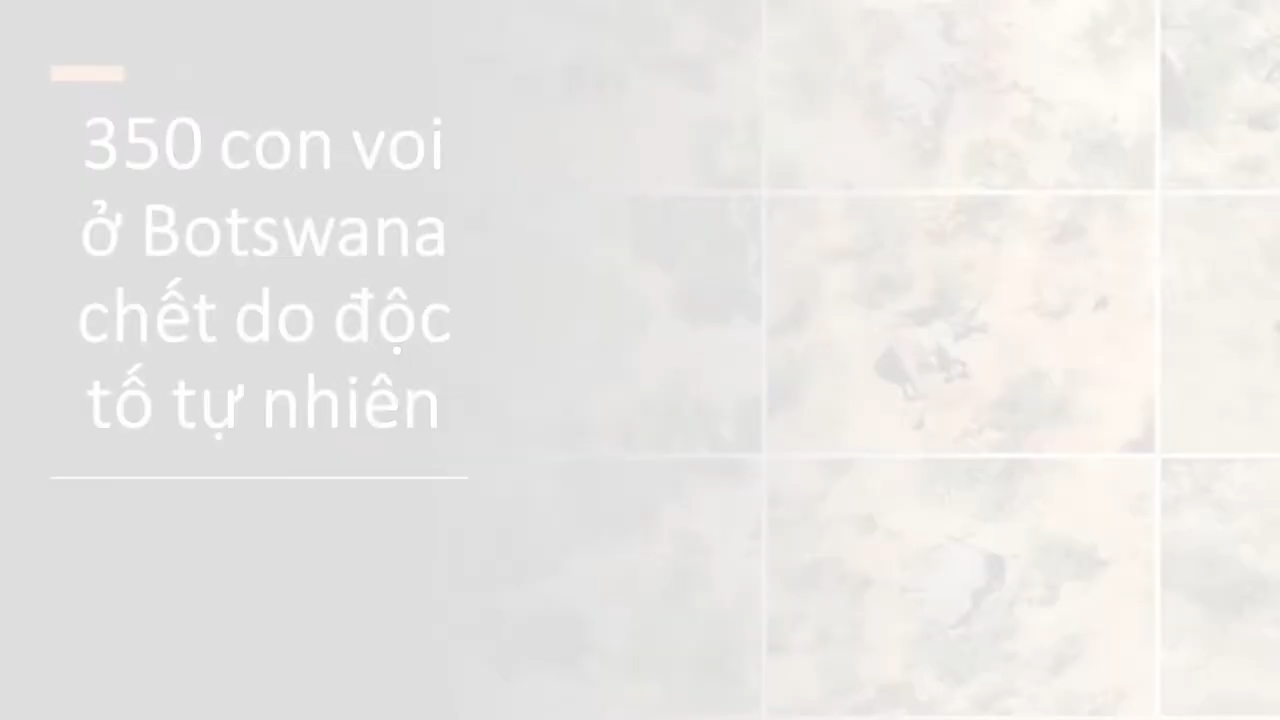 350 con voi
ở Botswana
chết do độc
tố tự nhiên